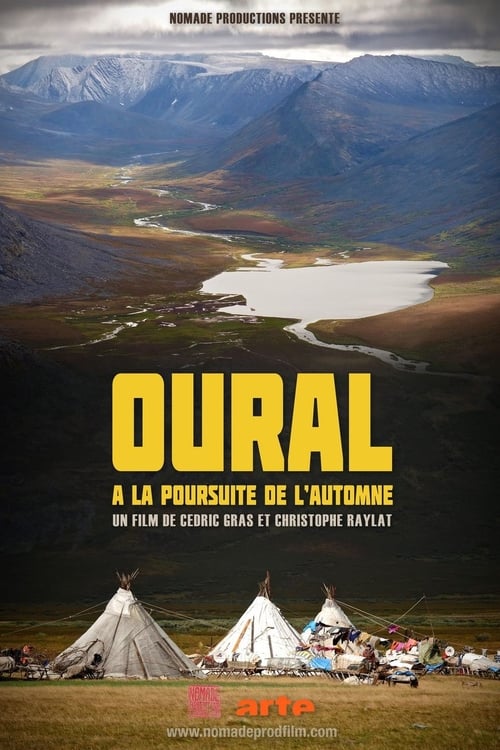 NOMADE PRODUCTIONS PRESENTE
OURAL
A LA POURSUITE DE L'AUTOMNE
UN FILM DE CEDRIC GRAS ET CHRISTOPHE RAYLAT
NOMADE
arte
www.nomadeprodfilm.com